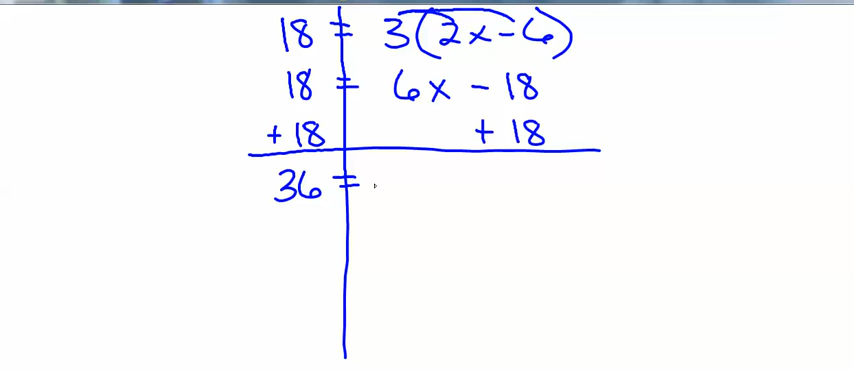 18 = 3(2x - 6)
18 = 6x - 18
+18 + 18
36 =